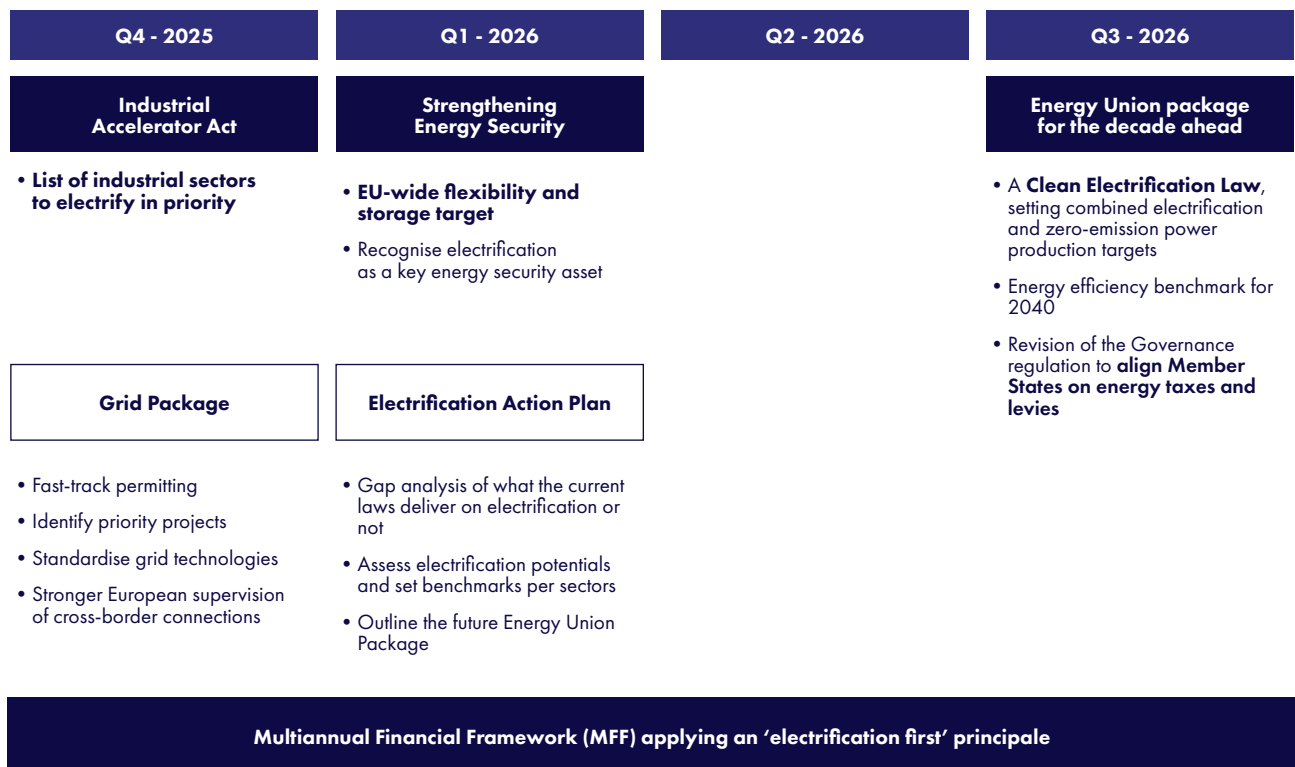 Q4 - 2025
Q1 - 2026
Q2 - 2026
Q3 - 2026
Industrial
Accelerator Act
• List of industrial sectors
to electrify in priority
Strengthening
Energy Security
• EU-wide flexibility and
storage target
• Recognise electrification
as a key energy security asset
Energy Union package
for the decade ahead
• A Clean Electrification Law,
setting combined electrification
and zero-emission power
production targets
• Energy efficiency benchmark for
2040
• Revision of the Governance
regulation to align Member
States on energy taxes and
levies
Grid Package
• Fast-track permitting
• Identify priority projects
• Standardise grid technologies
• Stronger European supervision
of cross-border connections
Electrification Action Plan
• Gap analysis of what the current
laws deliver on electrification or
not
• Assess electrification potentials
and set benchmarks per sectors
• Outline the future Energy Union
Package
Multiannual Financial Framework (MFF) applying an ‘electrification first’ principale